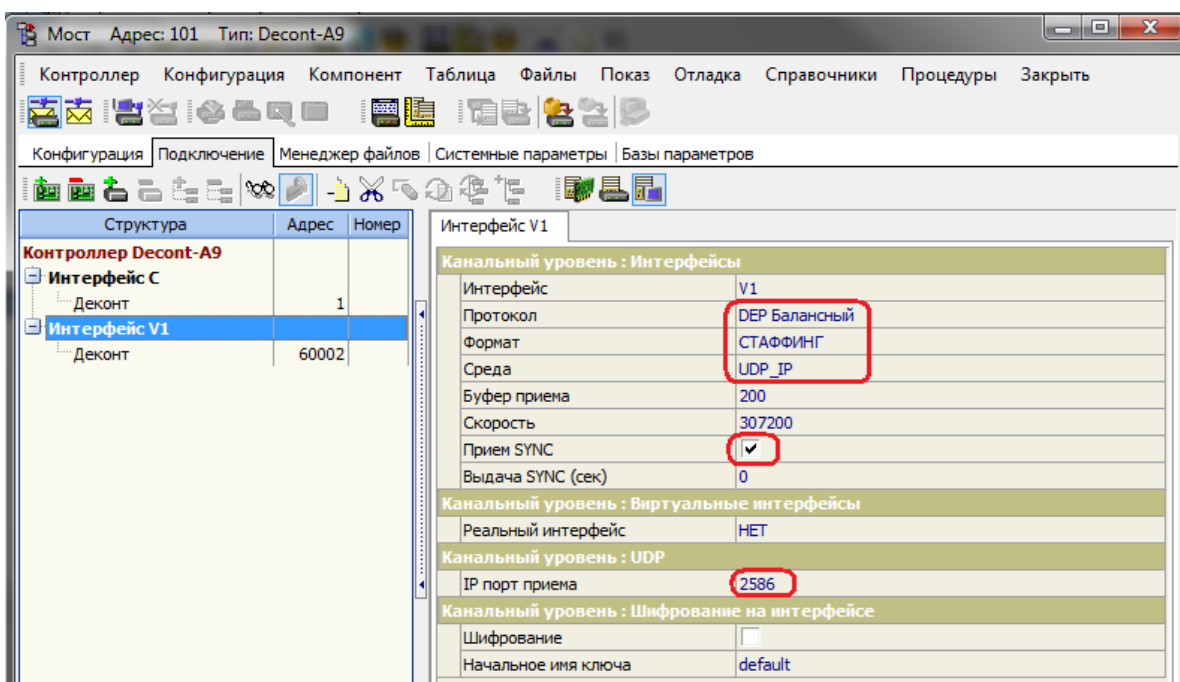 Мост Адрес: 101 Тип: Decont-A9
Контроллер Конфигурация Компонент Таблица Файлы Показ Отладка Справочники Процедуры Закрыть
Конфигурация Подключение Менеджер файлов Системные параметры Базы параметров
Структура Адрес Номер
Контроллер Decont-A9
Интерфейс C
Деконт 1
Интерфейс V1
Деконт 60002
Интерфейс V1
Канальный уровень : Интерфейсы
Интерфейс V1
Протокол DEP Балансный
Формат СТАФФИНГ
Среда UDP_IP
Буфер приема 200
Скорость 307200
Прием SYNC
Выдача SYNC (сек) 0
Канальный уровень : Виртуальные интерфейсы
Реальный интерфейс НЕТ
Канальный уровень : UDP
IP порт приема 2586
Канальный уровень : Шифрование на интерфейсе
Шифрование
Начальное имя ключа default